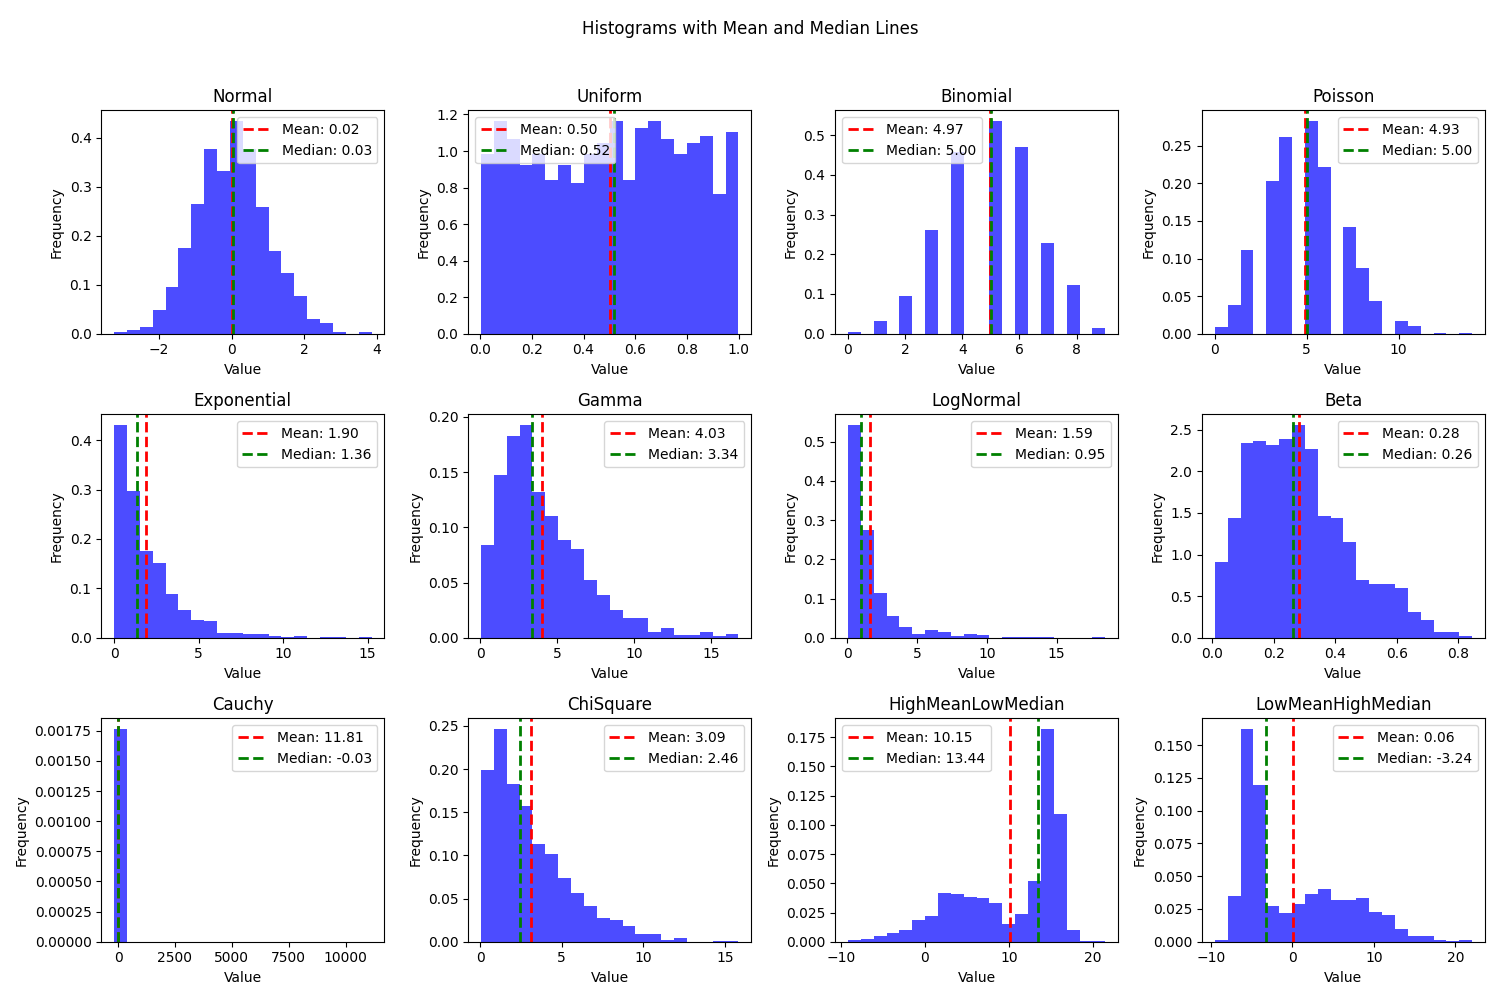 Histograms with Mean and Median Lines
Normal
Frequency
0.4
0.3
0.2
0.1
0.0
Mean: 0.02
Median: 0.03
−2 0 2 4
Value
Uniform
Frequency
1.2
1.0
0.8
0.6
0.4
0.2
0.0
Mean: 0.50
Median: 0.52
0.0 0.2 0.4 0.6 0.8 1.0
Value
Binomial
Frequency
0.5
0.4
0.3
0.2
0.1
0.0
Mean: 4.97
Median: 5.00
0 2 4 6 8
Value
Poisson
Frequency
0.25
0.20
0.15
0.10
0.05
0.00
Mean: 4.93
Median: 5.00
0 5 10
Value
Exponential
Frequency
0.4
0.3
0.2
0.1
0.0
Mean: 1.90
Median: 1.36
0 5 10 15
Value
Gamma
Frequency
0.20
0.15
0.10
0.05
0.00
Mean: 4.03
Median: 3.34
0 5 10 15
Value
LogNormal
Frequency
0.5
0.4
0.3
0.2
0.1
0.0
Mean: 1.59
Median: 0.95
0 5 10 15
Value
Beta
Frequency
2.5
2.0
1.5
1.0
0.5
0.0
Mean: 0.28
Median: 0.26
0.0 0.2 0.4 0.6 0.8
Value
Cauchy
Frequency
0.00175
0.00150
0.00125
0.00100
0.00075
0.00050
0.00025
0.00000
Mean: 11.81
Median: -0.03
0 2500 5000 7500 10000
Value
ChiSquare
Frequency
0.25
0.20
0.15
0.10
0.05
0.00
Mean: 3.09
Median: 2.46
0 5 10 15
Value
HighMeanLowMedian
Frequency
0.175
0.150
0.125
0.100
0.075
0.050
0.025
0.000
Mean: 10.15
Median: 13.44
−10 0 10 20
Value
LowMeanHighMedian
Frequency
0.150
0.125
0.100
0.075
0.050
0.025
0.000
Mean: 0.06
Median: -3.24
−10 0 10 20
Value